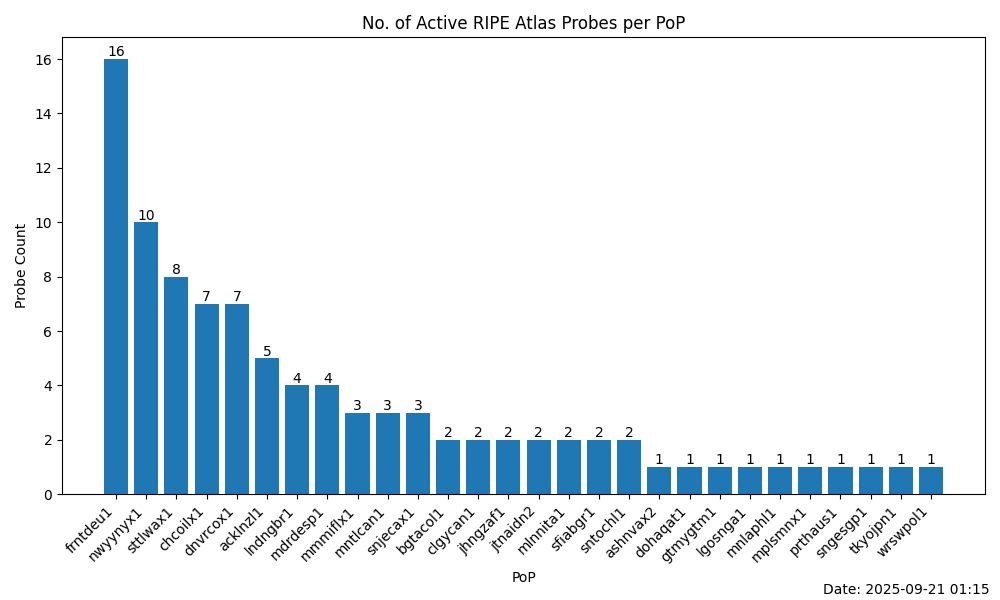 No. of Active RIPE Atlas Probes per PoP
Probe Count
16
14
12
10
8
6
4
2
0
16
10
8
7
7
5
4
4
3
3
3
2
2
2
2
2
2
2
1
1
1
1
1
1
1
1
1
1
frntdeu1
nwyynyx1
sttlwax1
chcoilx1
dnvrcox1
acklnzl1
lndngbr1
mdrdesp1
mmmiflx1
mntlcan1
snjecax1
bgtacol1
clgycan1
jhngzaf1
jtnaidn2
mlnnita1
sfiabgr1
sntochl1
ashnvax2
dohaqat1
gtmygtm1
lgosnga1
mnlaphl1
mplsmnx1
prthaus1
sngesgp1
tkyojpn1
wrswpol1
PoP
Date: 2025-09-21 01:15